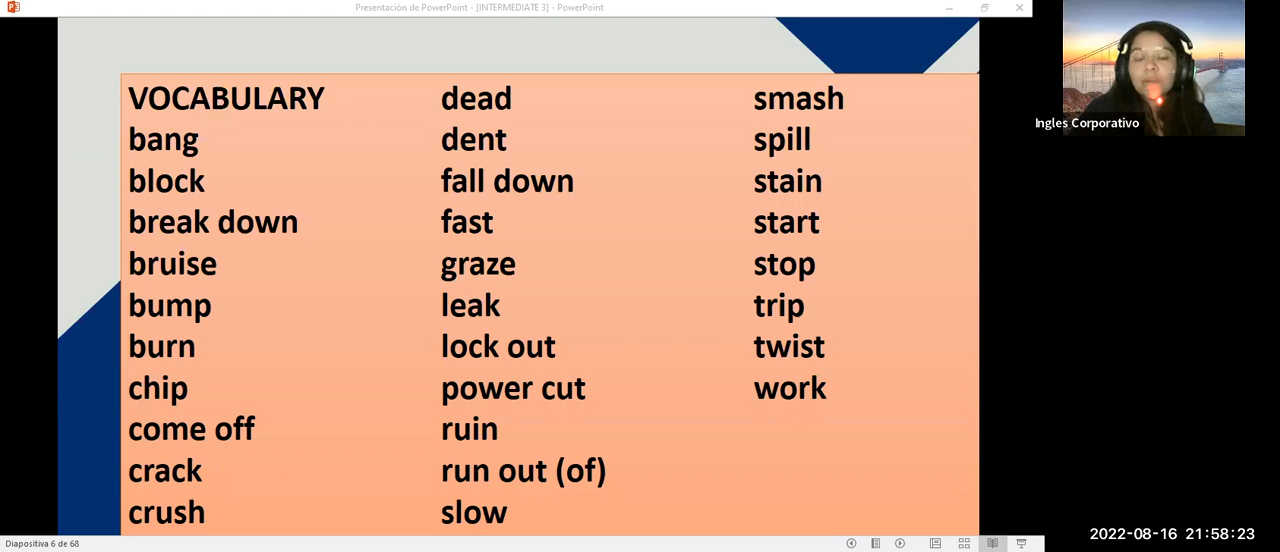 Presentación de PowerPoint - [INTERMEDIATE 3] - PowerPoint
VOCABULARY
bang
block
break down
bruise
bump
burn
chip
come off
crack
crush
dead
dent
fall down
fast
graze
leak
lock out
power cut
ruin
run out (of)
slow
smash
spill
stain
start
stop
trip
twist
work
Ingles Corporativo
Diapositiva 6 de 68
2022-08-16 21:58:23